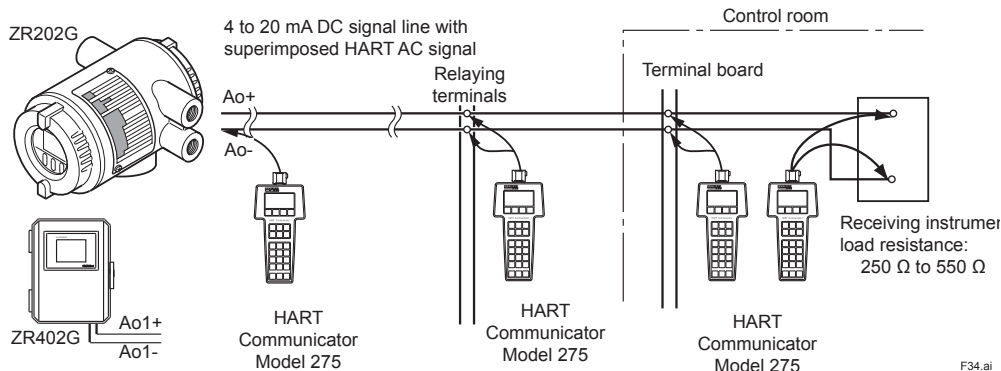 ZR202G
4 to 20 mA DC signal line with
superimposed HART AC signal
Control room
Relaying
terminals
Terminal board
Ao+
Ao-
Receiving instrumen
load resistance:
250 Ω to 550 Ω
ZR402G
Ao1+
Ao1-
HART
Communicator
Model 275
HART
Communicator
Model 275
HART
Communicator
Model 275
F34.ai